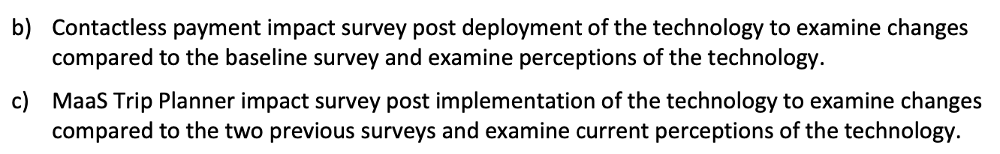 b) Contactless payment impact survey post deployment of the technology to examine changes
compared to the baseline survey and examine perceptions of the technology.
c) MaaS Trip Planner impact survey post implementation of the technology to examine changes
compared to the two previous surveys and examine current perceptions of the technology.